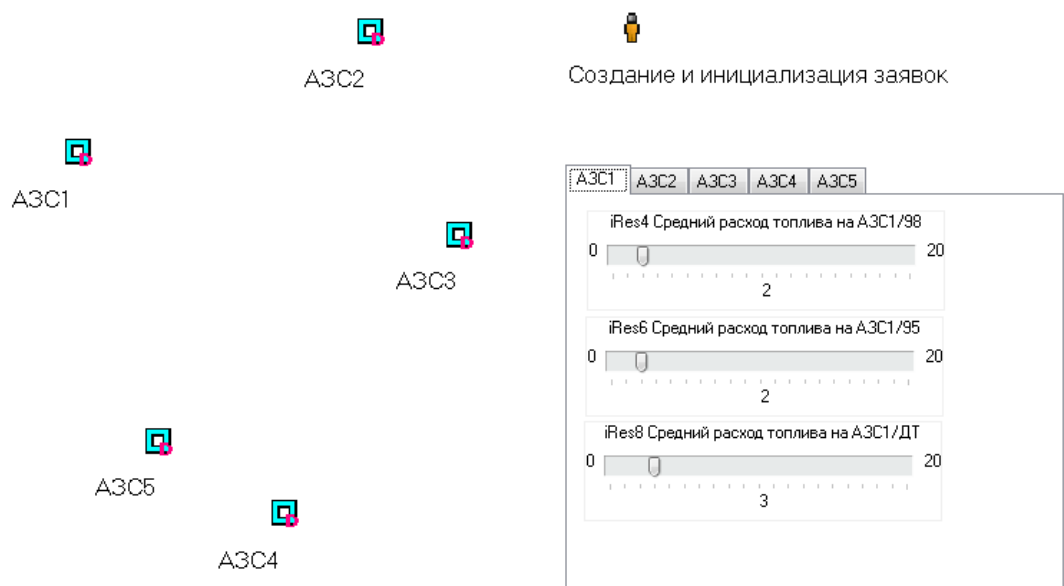 АЗС2
АЗС1
АЗС3
АЗС5
АЗС4
Создание и инициализация заявок
АЗС1 АЗС2 АЗС3 АЗС4 АЗС5
iRes4 Средний расход топлива на АЗС1/98
0 20
2
iRes6 Средний расход топлива на АЗС1/95
0 20
2
iRes8 Средний расход топлива на АЗС1/ДТ
0 20
3